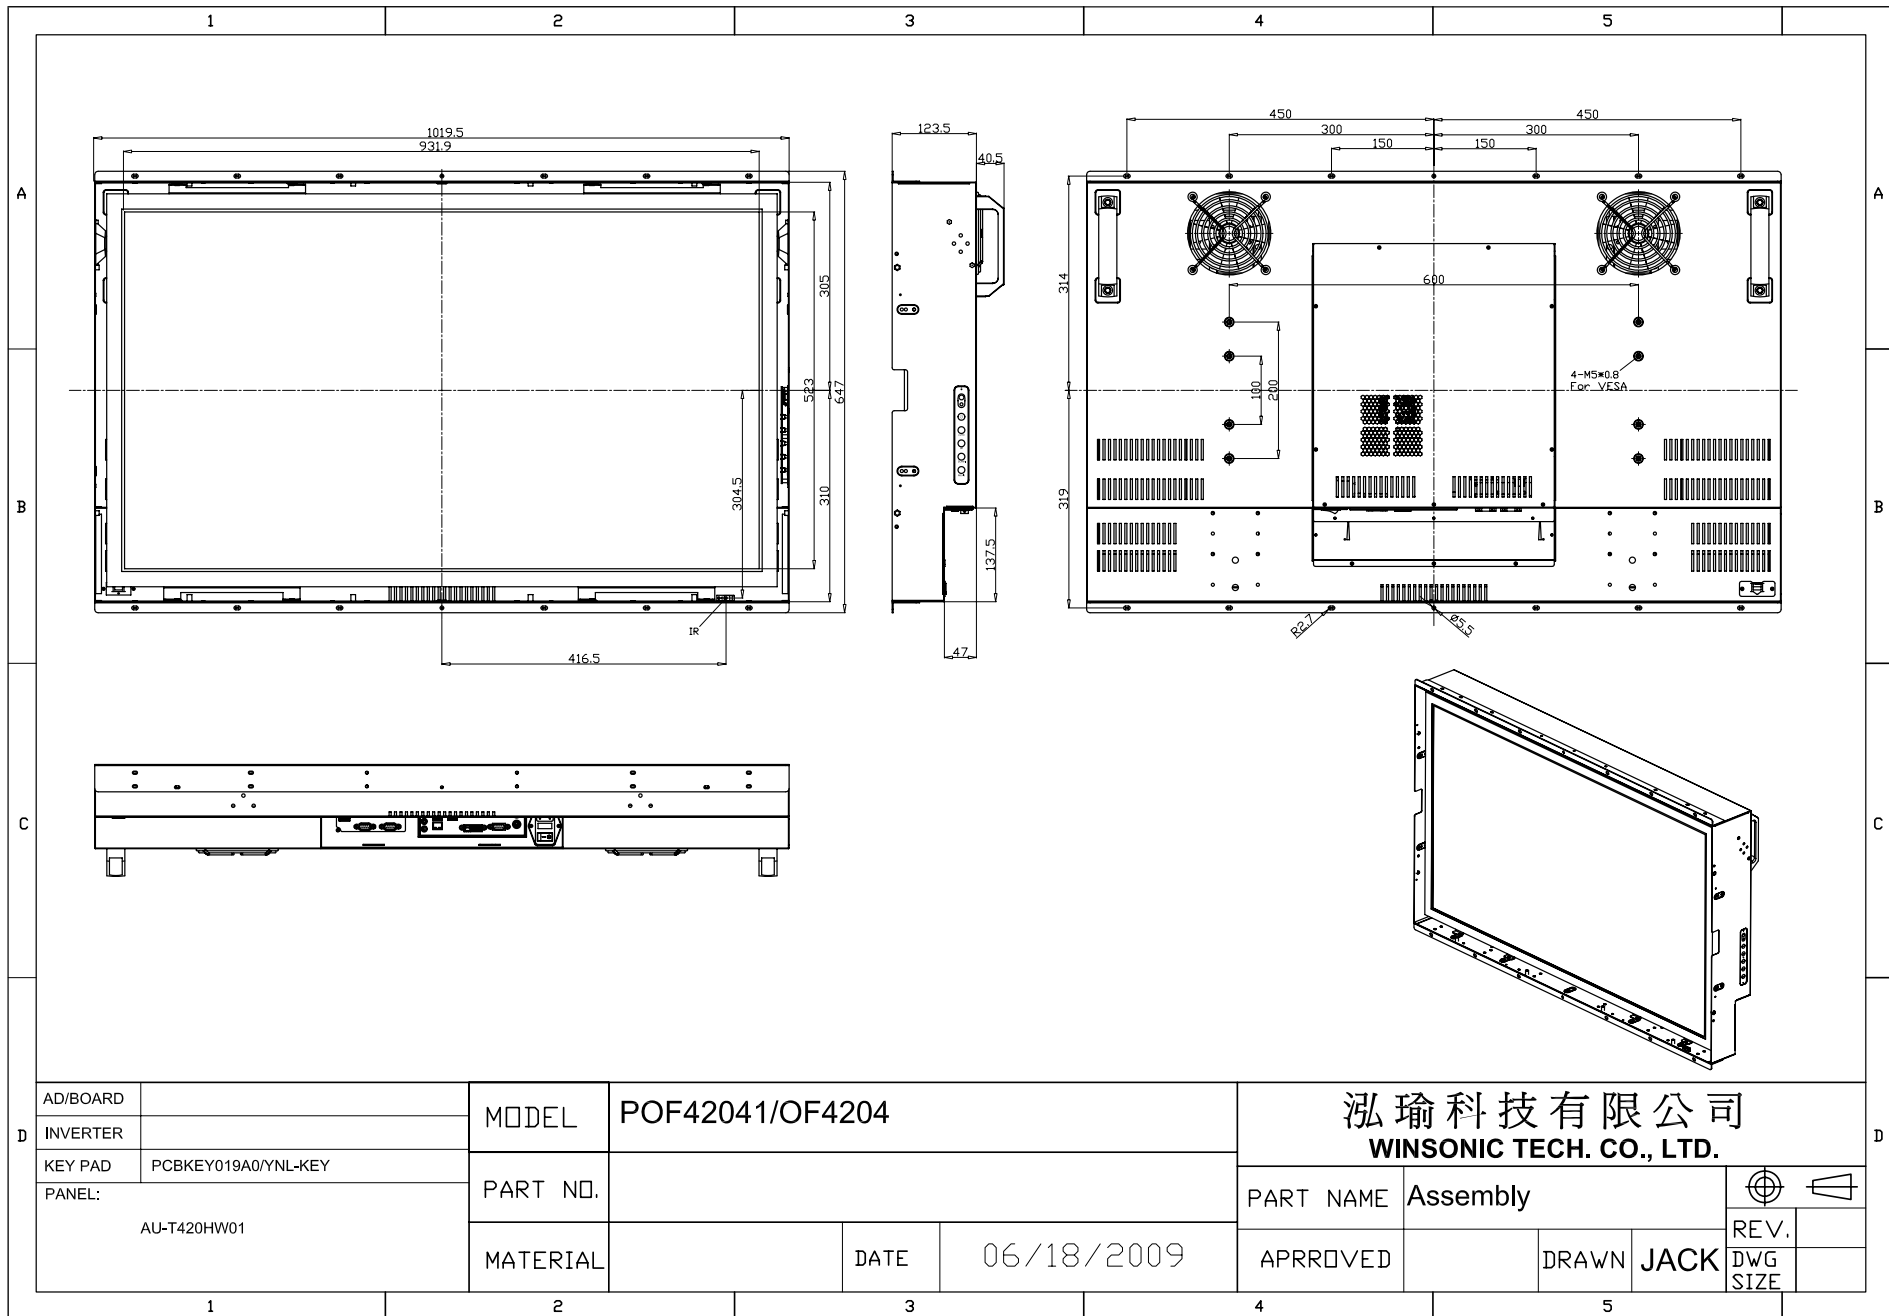 1 2 3 4 5
A A
B B
C C
D D
1019.5
931.9
305
523
647
304.5
310
IR
416.5
123.5
40.5
137.5
47
450 450
300 300
150 150
314
600
100
200
4-M5*0.8
For VESA
319
R2.7
Ø5.5
AD/BOARD
INVERTER
KEY PAD PCBKEY019A0/YNL-KEY
PANEL:
AU-T420HW01
MODEL POF42041/OF4204
PART NO.
MATERIAL
DATE 06/18/2009
泓瑜科技有限公司
WINSONIC TECH. CO., LTD.
PART NAME Assembly
APRROVED
DRAWN JACK
REV.
DWG
SIZE
1 2 3 4 5